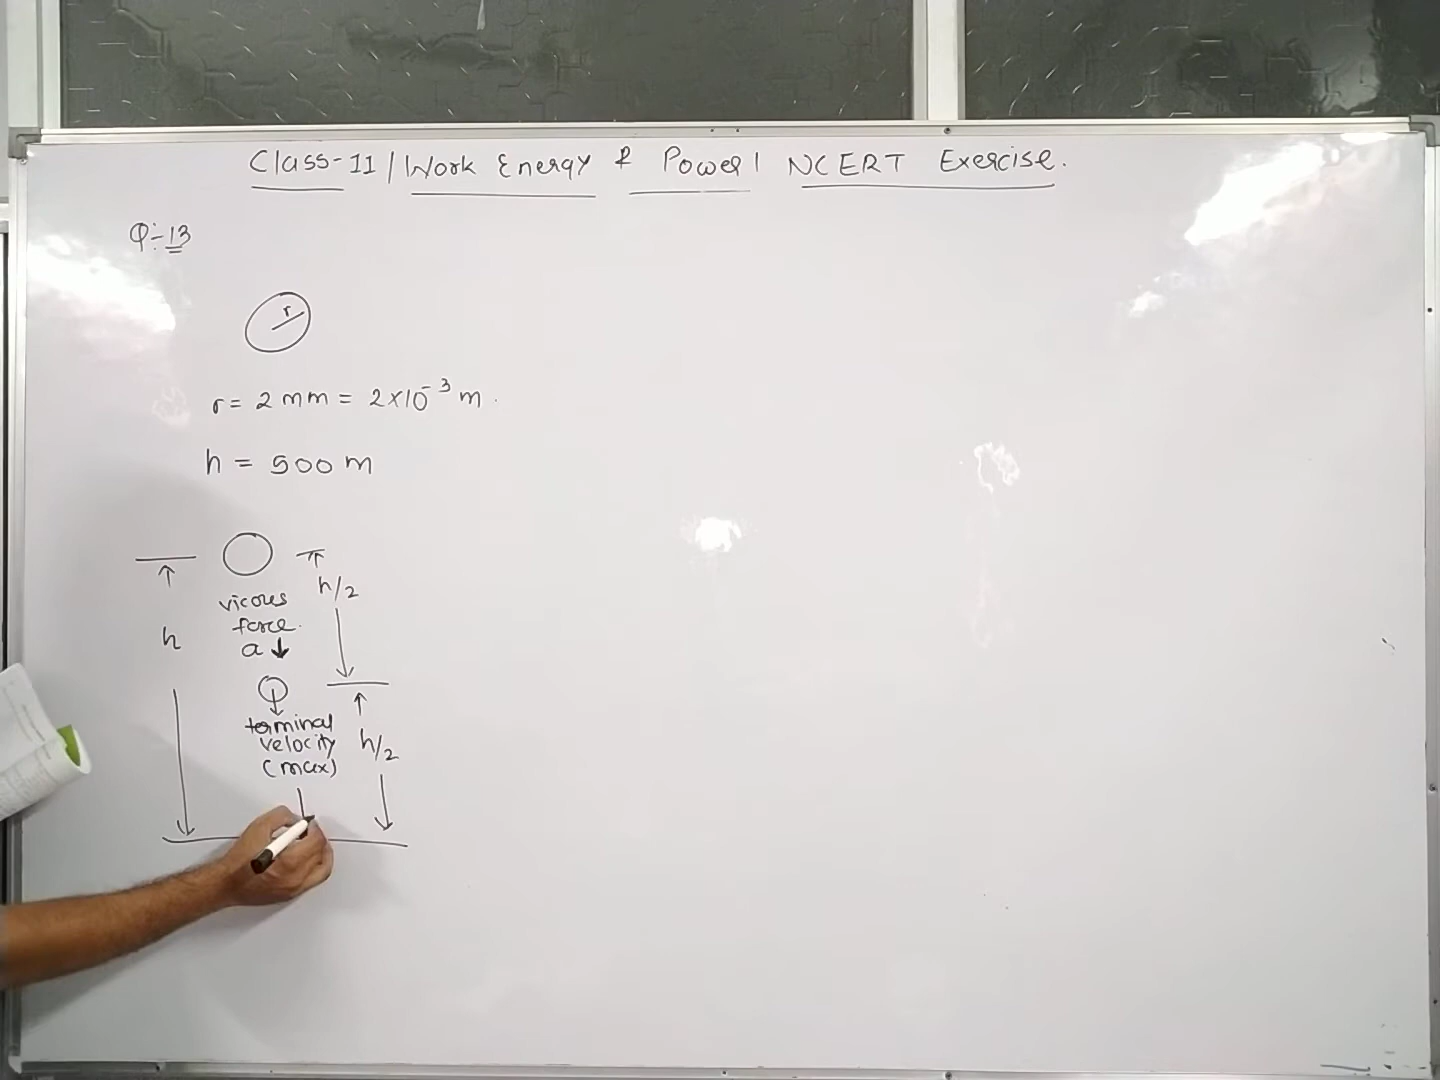 Class-11 / Work Energy & Power | NCERT Exercise.
Q÷13
r
r = 2 mm = 2×10⁻³ m.
h = 500 m
h/2
vicous
force.
h
a ↓
terminal
velocity
(max)
h/2